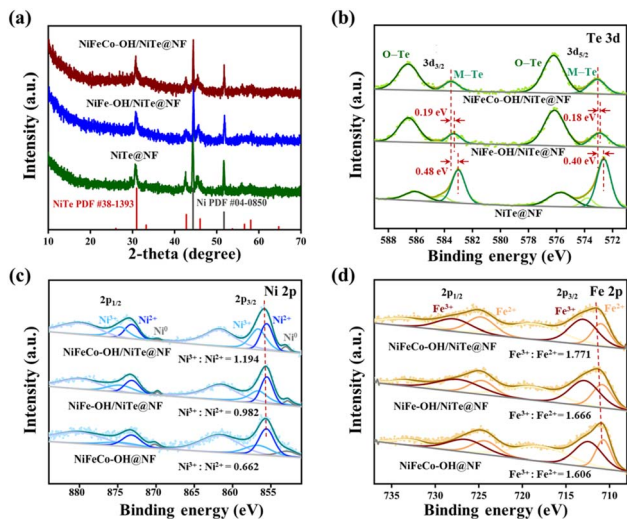 (a)
NiFeCo-OH/NiTe@NF
NiFe-OH/NiTe@NF
NiTe@NF
NiTe PDF #38-1393
Ni PDF #04-0850
Intensity (a.u.)
10 20 30 40 50 60 70
2-theta (degree)
(b)
Te 3d
O–Te
3d3/2
M–Te
O–Te
3d5/2
M–Te
NiFeCo-OH/NiTe@NF
0.19 eV
0.18 eV
NiFe-OH/NiTe@NF
0.48 eV
0.40 eV
NiTe@NF
Intensity (a.u.)
588 586 584 582 580 578 576 574 572
Binding energy (eV)
(c)
Ni 2p
2p1/2
2p3/2
Ni3+
Ni2+
Ni0
Ni3+
Ni2+
Ni0
NiFeCo-OH/NiTe@NF
Ni3+ : Ni2+ = 1.194
NiFe-OH/NiTe@NF
Ni3+ : Ni2+ = 0.982
NiFeCo-OH@NF
Ni3+ : Ni2+ = 0.662
Intensity (a.u.)
880 875 870 865 860 855
Binding energy (eV)
(d)
Fe 2p
2p1/2
2p3/2
Fe3+
Fe2+
Fe3+
Fe2+
NiFeCo-OH/NiTe@NF
Fe3+ : Fe2+ = 1.771
NiFe-OH/NiTe@NF
Fe3+ : Fe2+ = 1.666
NiFeCo-OH@NF
Fe3+ : Fe2+ = 1.606
Intensity (a.u.)
735 730 725 720 715 710
Binding energy (eV)